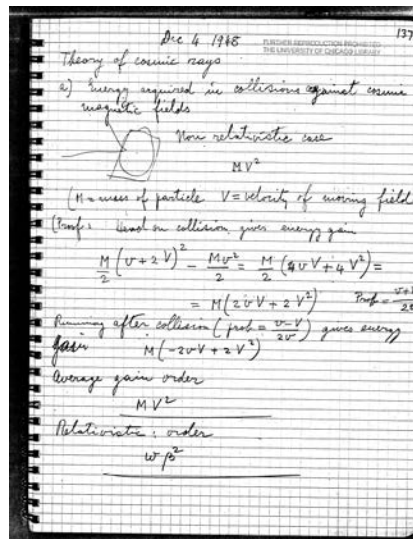 Dec 4 1948
137
FURTHER REPRODUCTION PROHIBITED
THE UNIVERSITY OF CHICAGO LIBRARY
Theory of cosmic rays
a) Energy acquired in collisions against cosmic
magnetic fields
Non relativistic case
MV²
(M = mass of particle V = velocity of moving field
(Proof: Head on collision gives energy gain
M/2 (v+2V)² - Mv²/2 = M/2 (4vV + 4V²) =
= M(2vV + 2V²) Prob = v+V/2v
after collision (prob = v-V/2v) gives energy
gain M(-2vV + 2V²)
Average gain order
MV²
Relativistic: order
wβ²